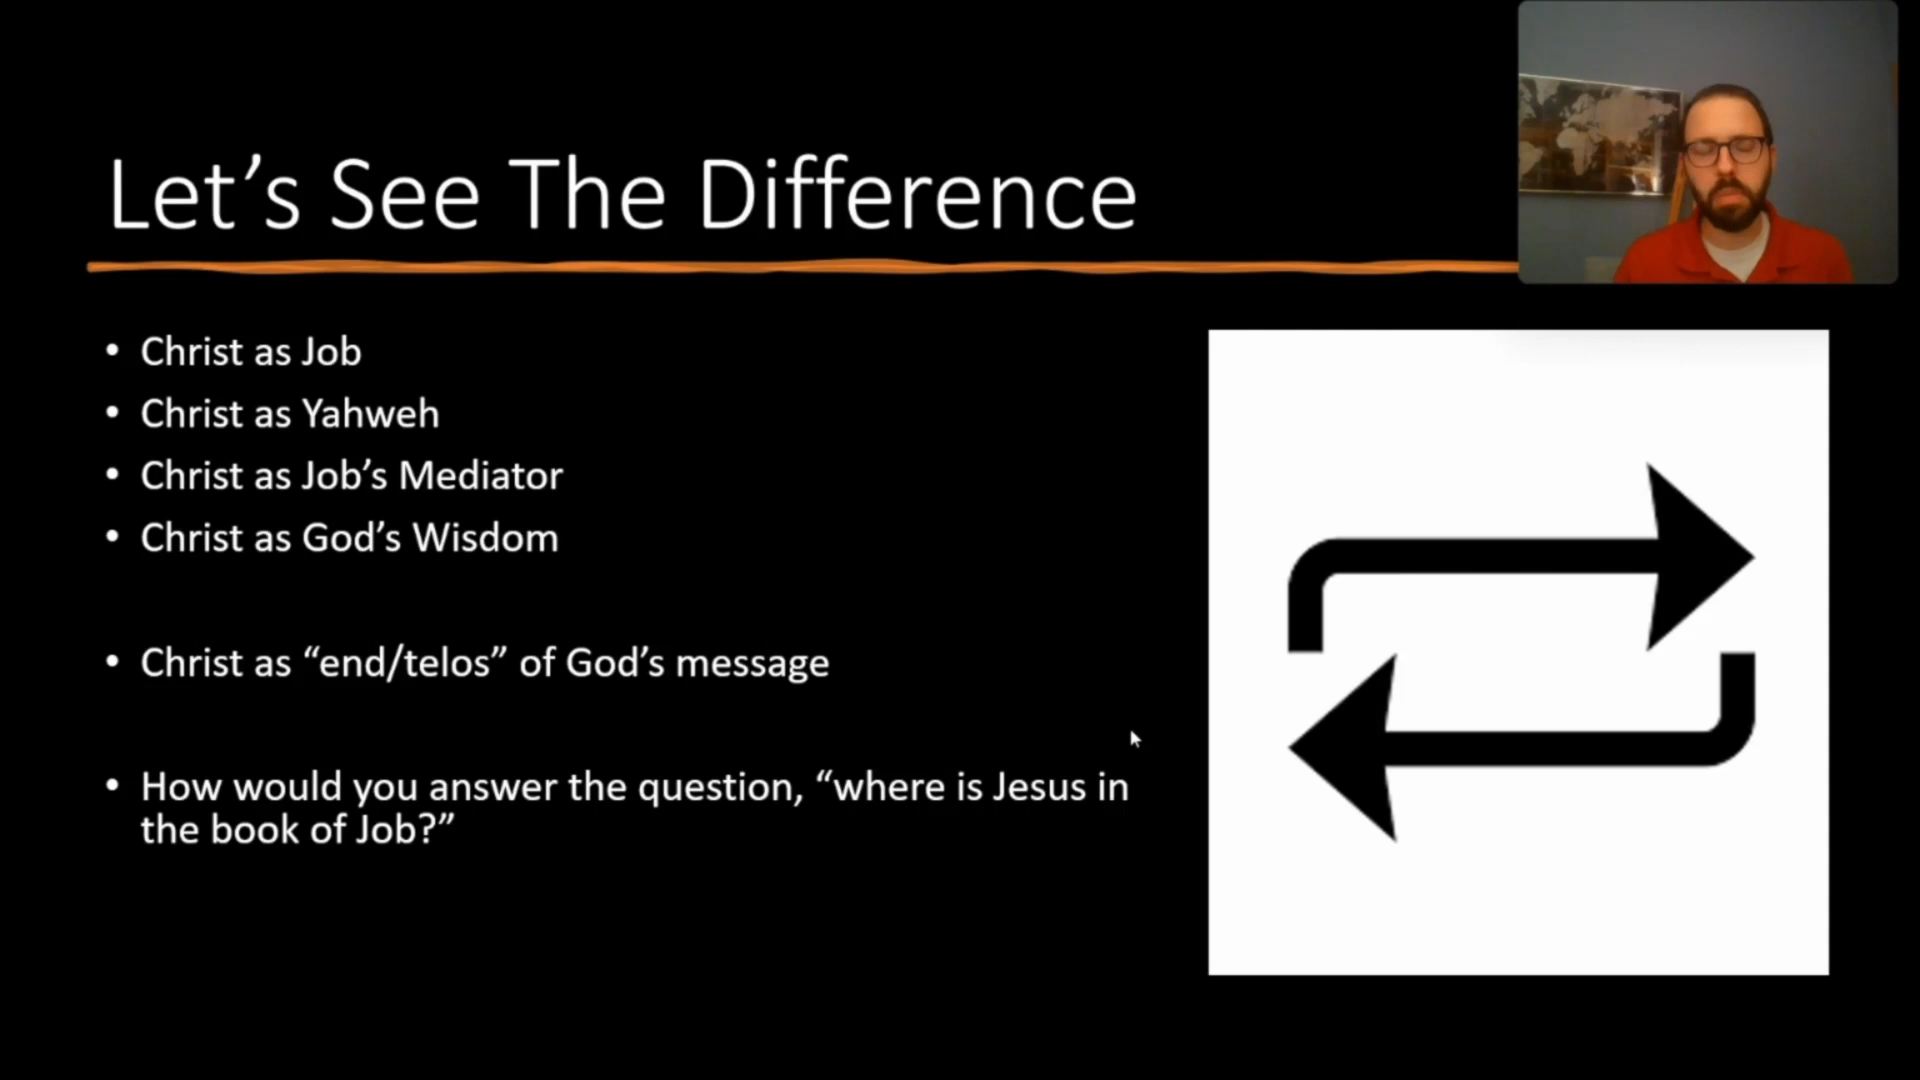 Let’s See The Difference
• Christ as Job
• Christ as Yahweh
• Christ as Job’s Mediator
• Christ as God’s Wisdom
• Christ as “end/telos” of God’s message
• How would you answer the question, “where is Jesus in
the book of Job?”